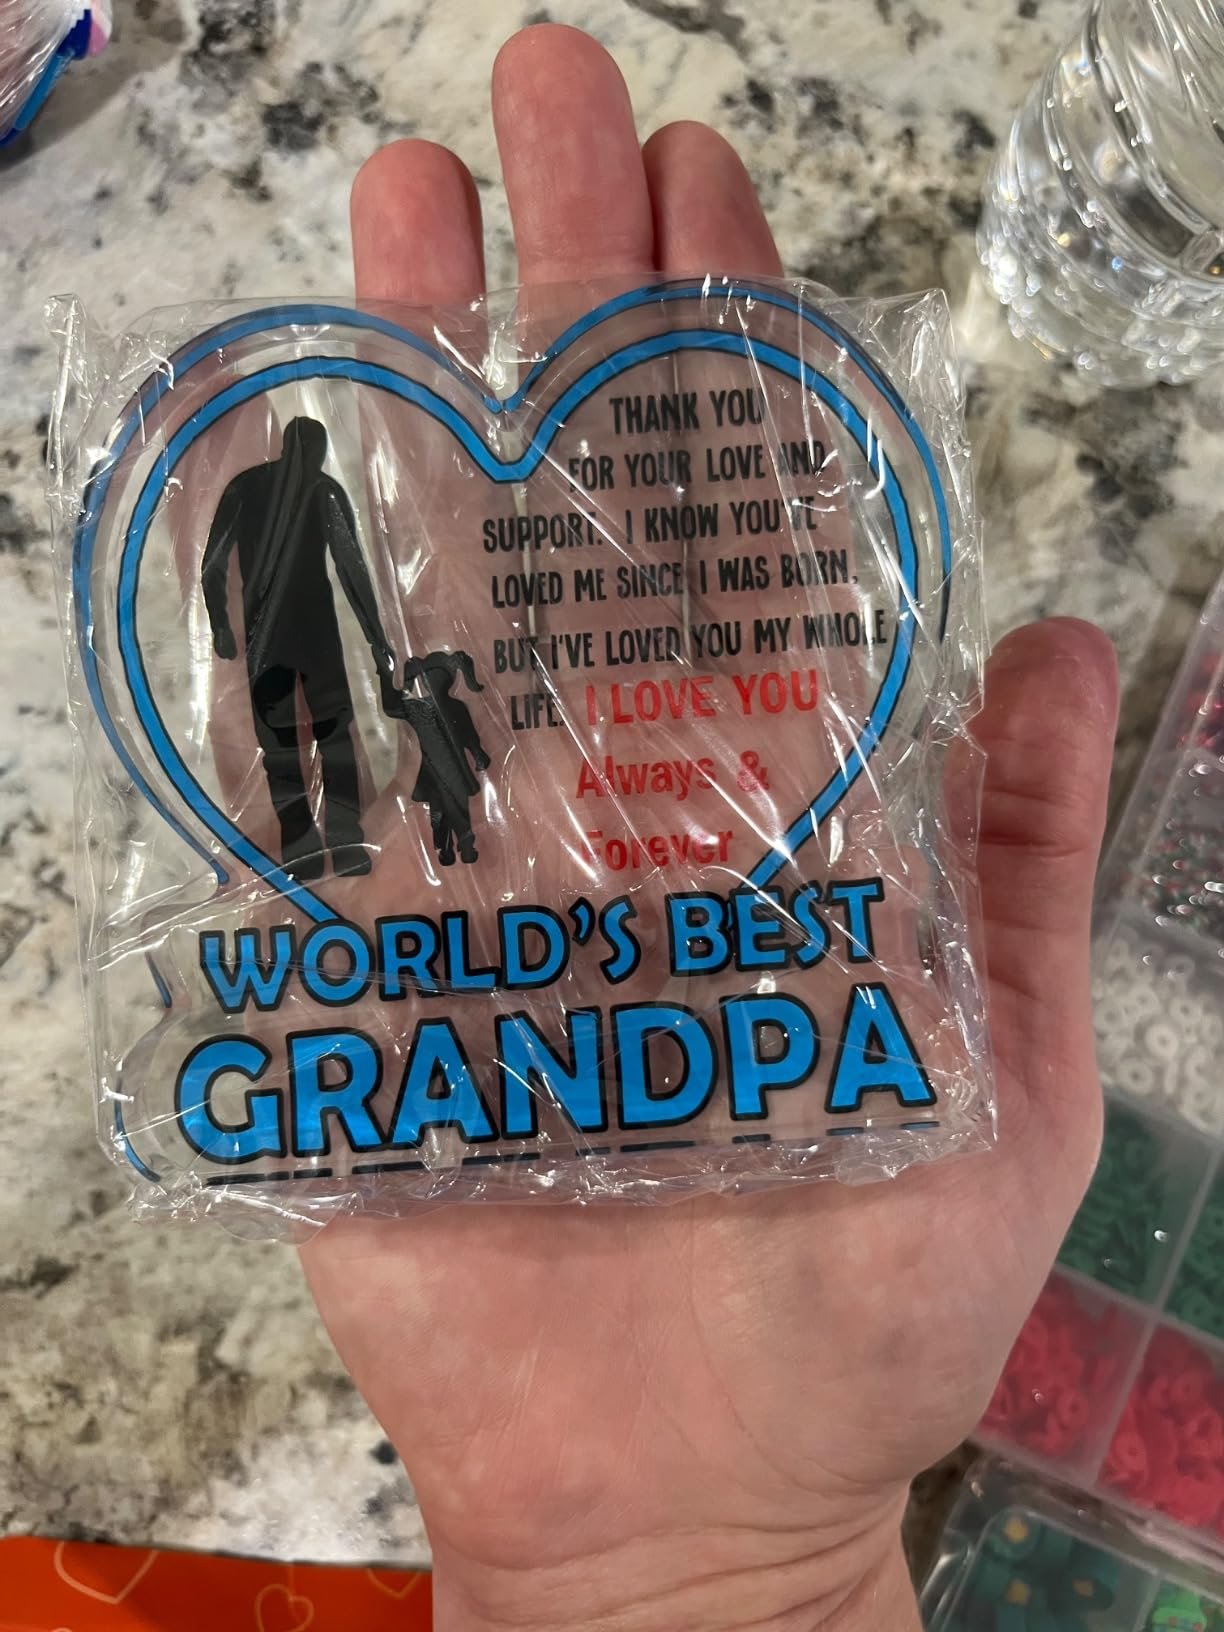 THANK YOU
FOR YOUR LOVE AND
SUPPORT. I KNOW YOU'VE
LOVED ME SINCE I WAS BORN,
BUT I'VE LOVED YOU MY WHOLE
LIFE. I LOVE YOU
Always &
Forever
WORLD'S BEST
GRANDPA